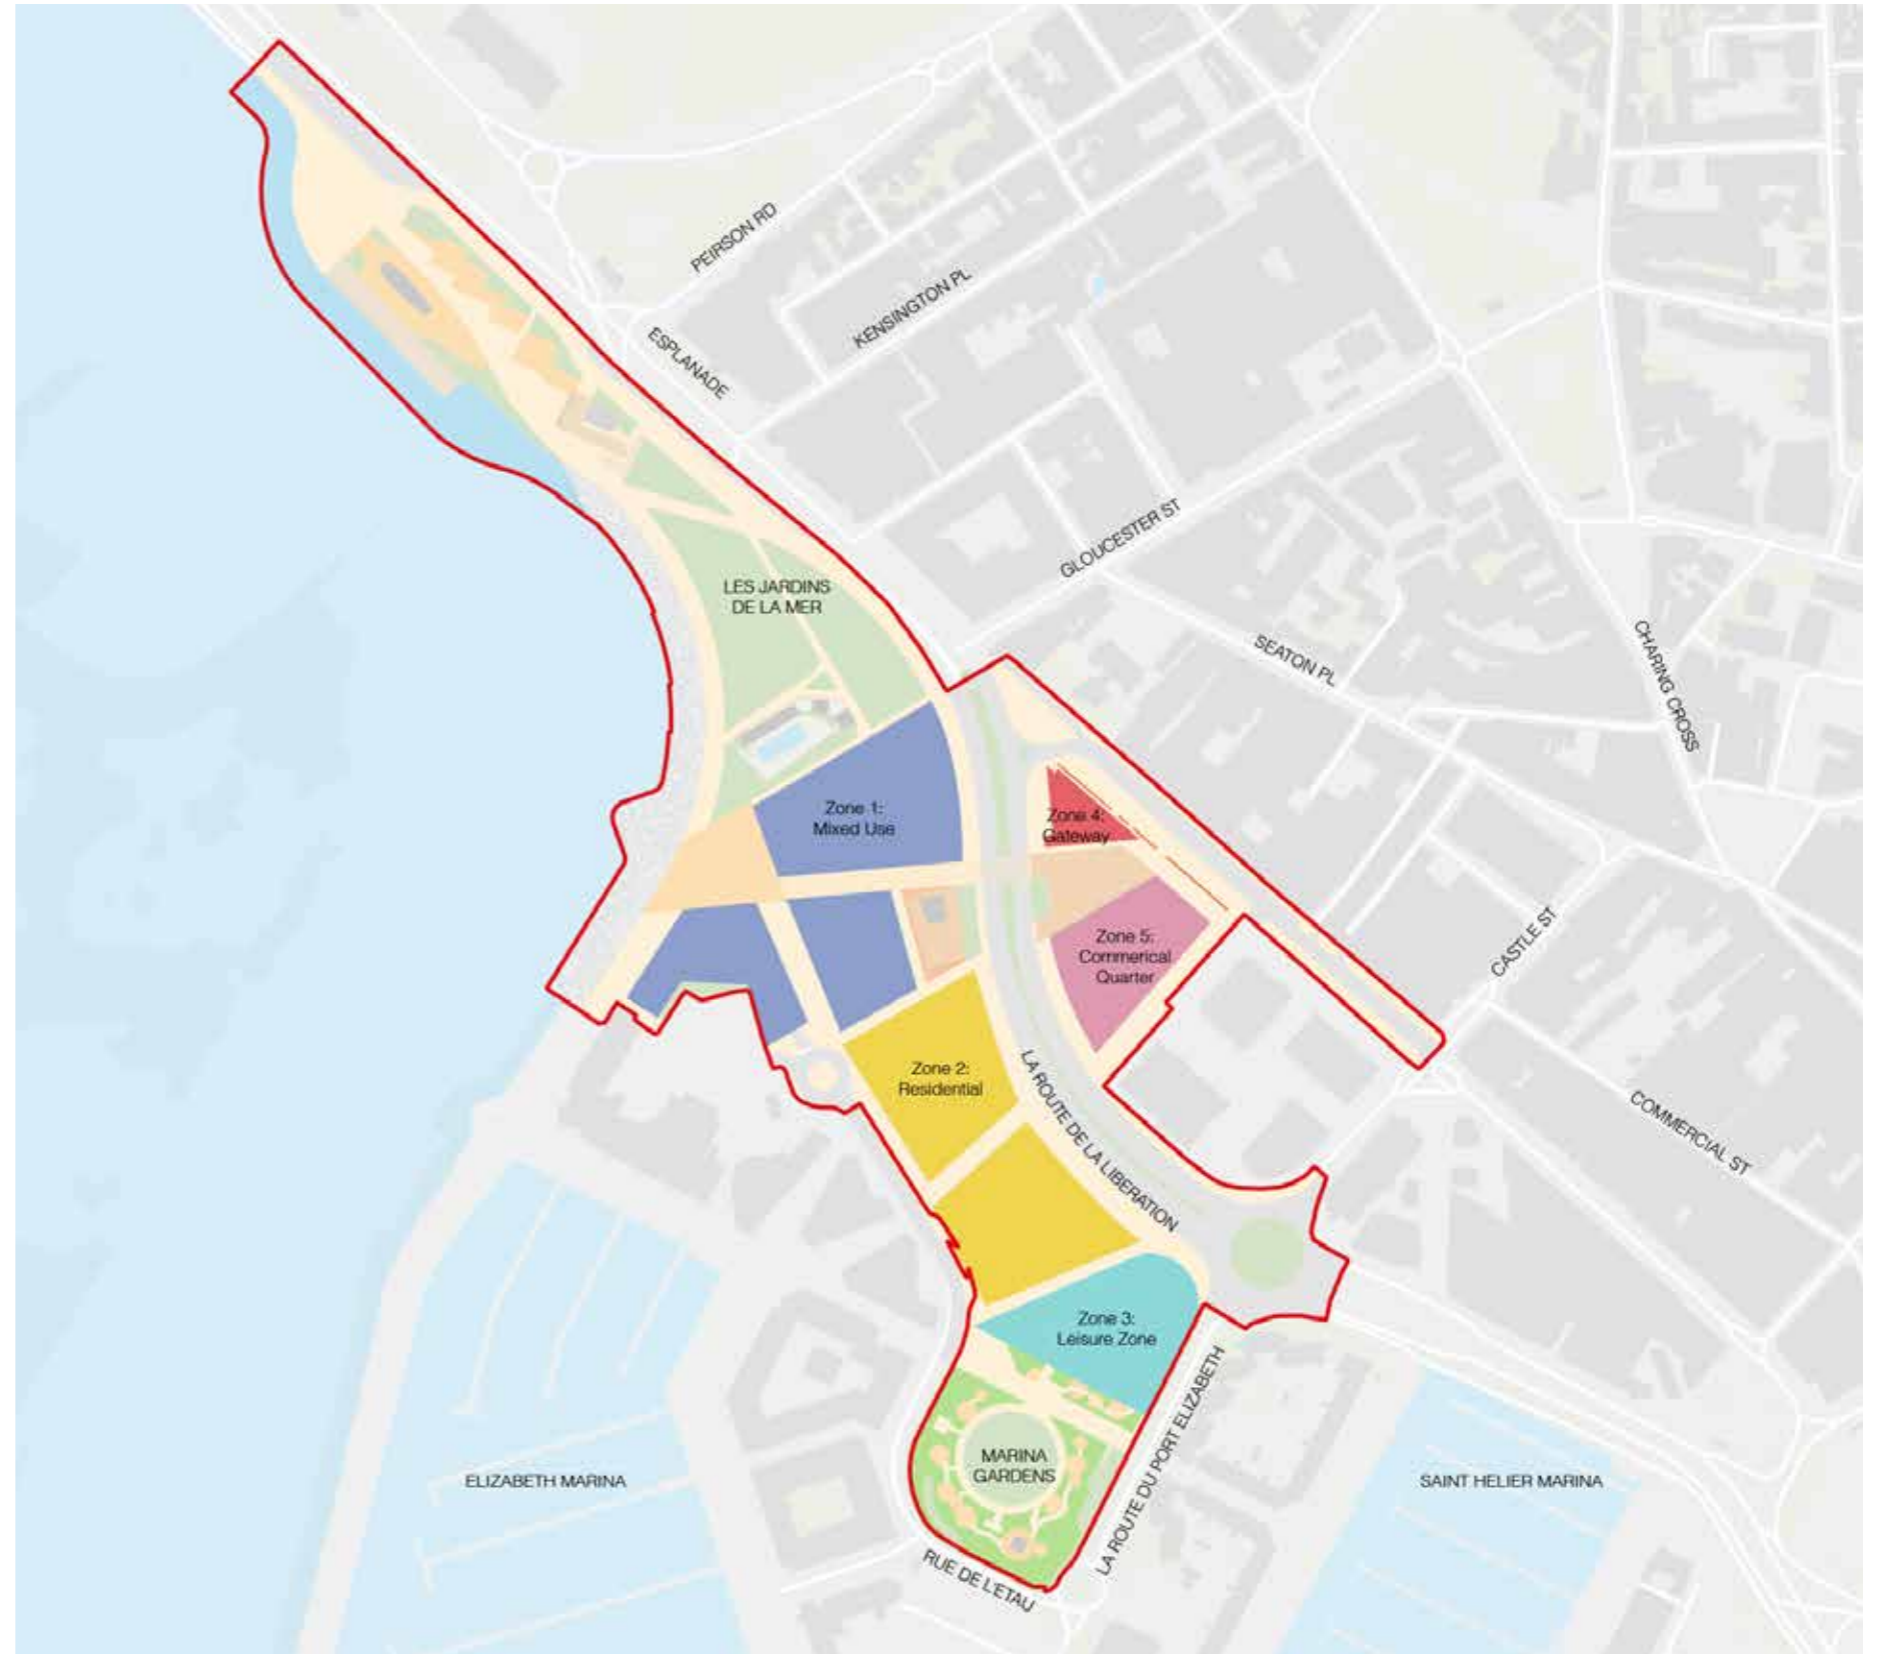 PEIRSON RD
KENSINGTON PL
ESPLANADE
GLOUCESTER ST
LES JARDINS
DE LA MER
SEATON PL
CHARING CROSS
Zone 1:
Mixed Use
Zone 4:
Gateway
Zone 5:
Commerical
Quarter
CASTLE ST
Zone 2:
Residential
LA ROUTE DE LA LIBERATION
COMMERCIAL ST
Zone 3:
Leisure Zone
LA ROUTE DU PORT ELIZABETH
MARINA
GARDENS
ELIZABETH MARINA
SAINT HELIER MARINA
RUE DE L'ETAU